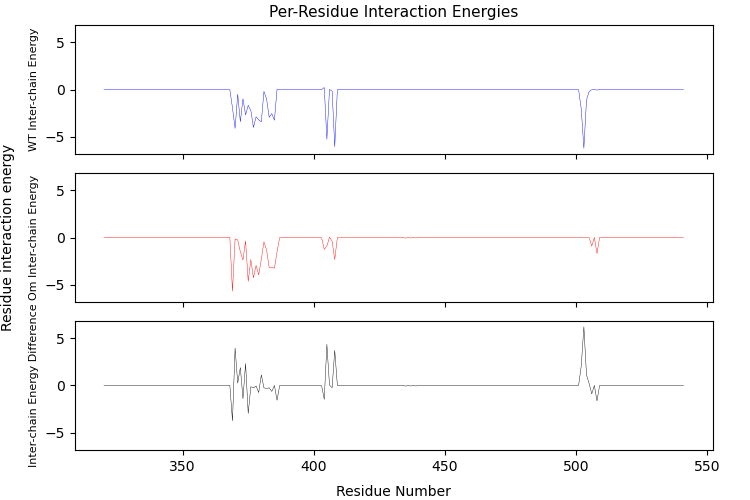 Per-Residue Interaction Energies
Residue interaction energy
WT Inter-chain Energy
5
0
−5
Om Inter-chain Energy
5
0
−5
Inter-chain Energy Difference
5
0
−5
350
400
450
500
550
Residue Number